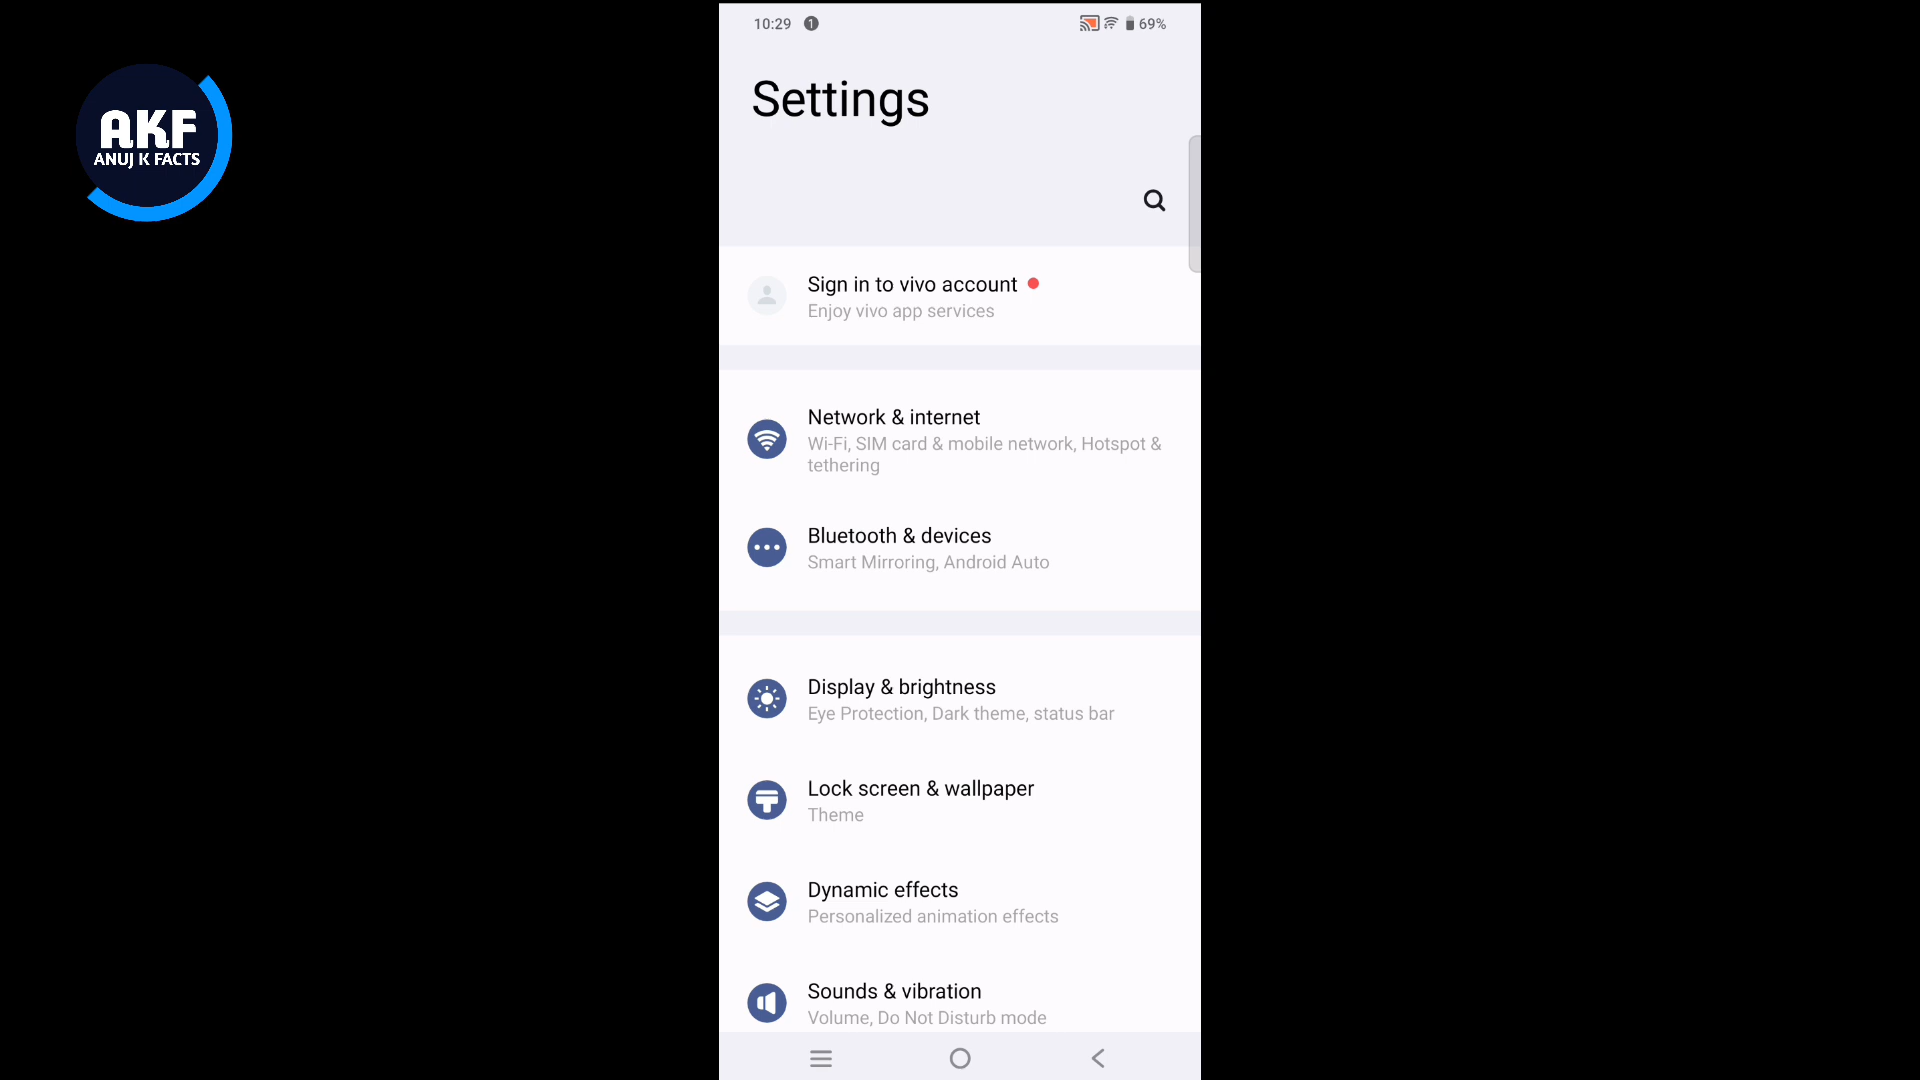 10:29 1 69%
AKF
ANUJ K FACTS
Settings
Sign in to vivo account
Enjoy vivo app services
Network & internet
Wi-Fi, SIM card & mobile network, Hotspot &
tethering
Bluetooth & devices
Smart Mirroring, Android Auto
Display & brightness
Eye Protection, Dark theme, status bar
Lock screen & wallpaper
Theme
Dynamic effects
Personalized animation effects
Sounds & vibration
Volume, Do Not Disturb mode